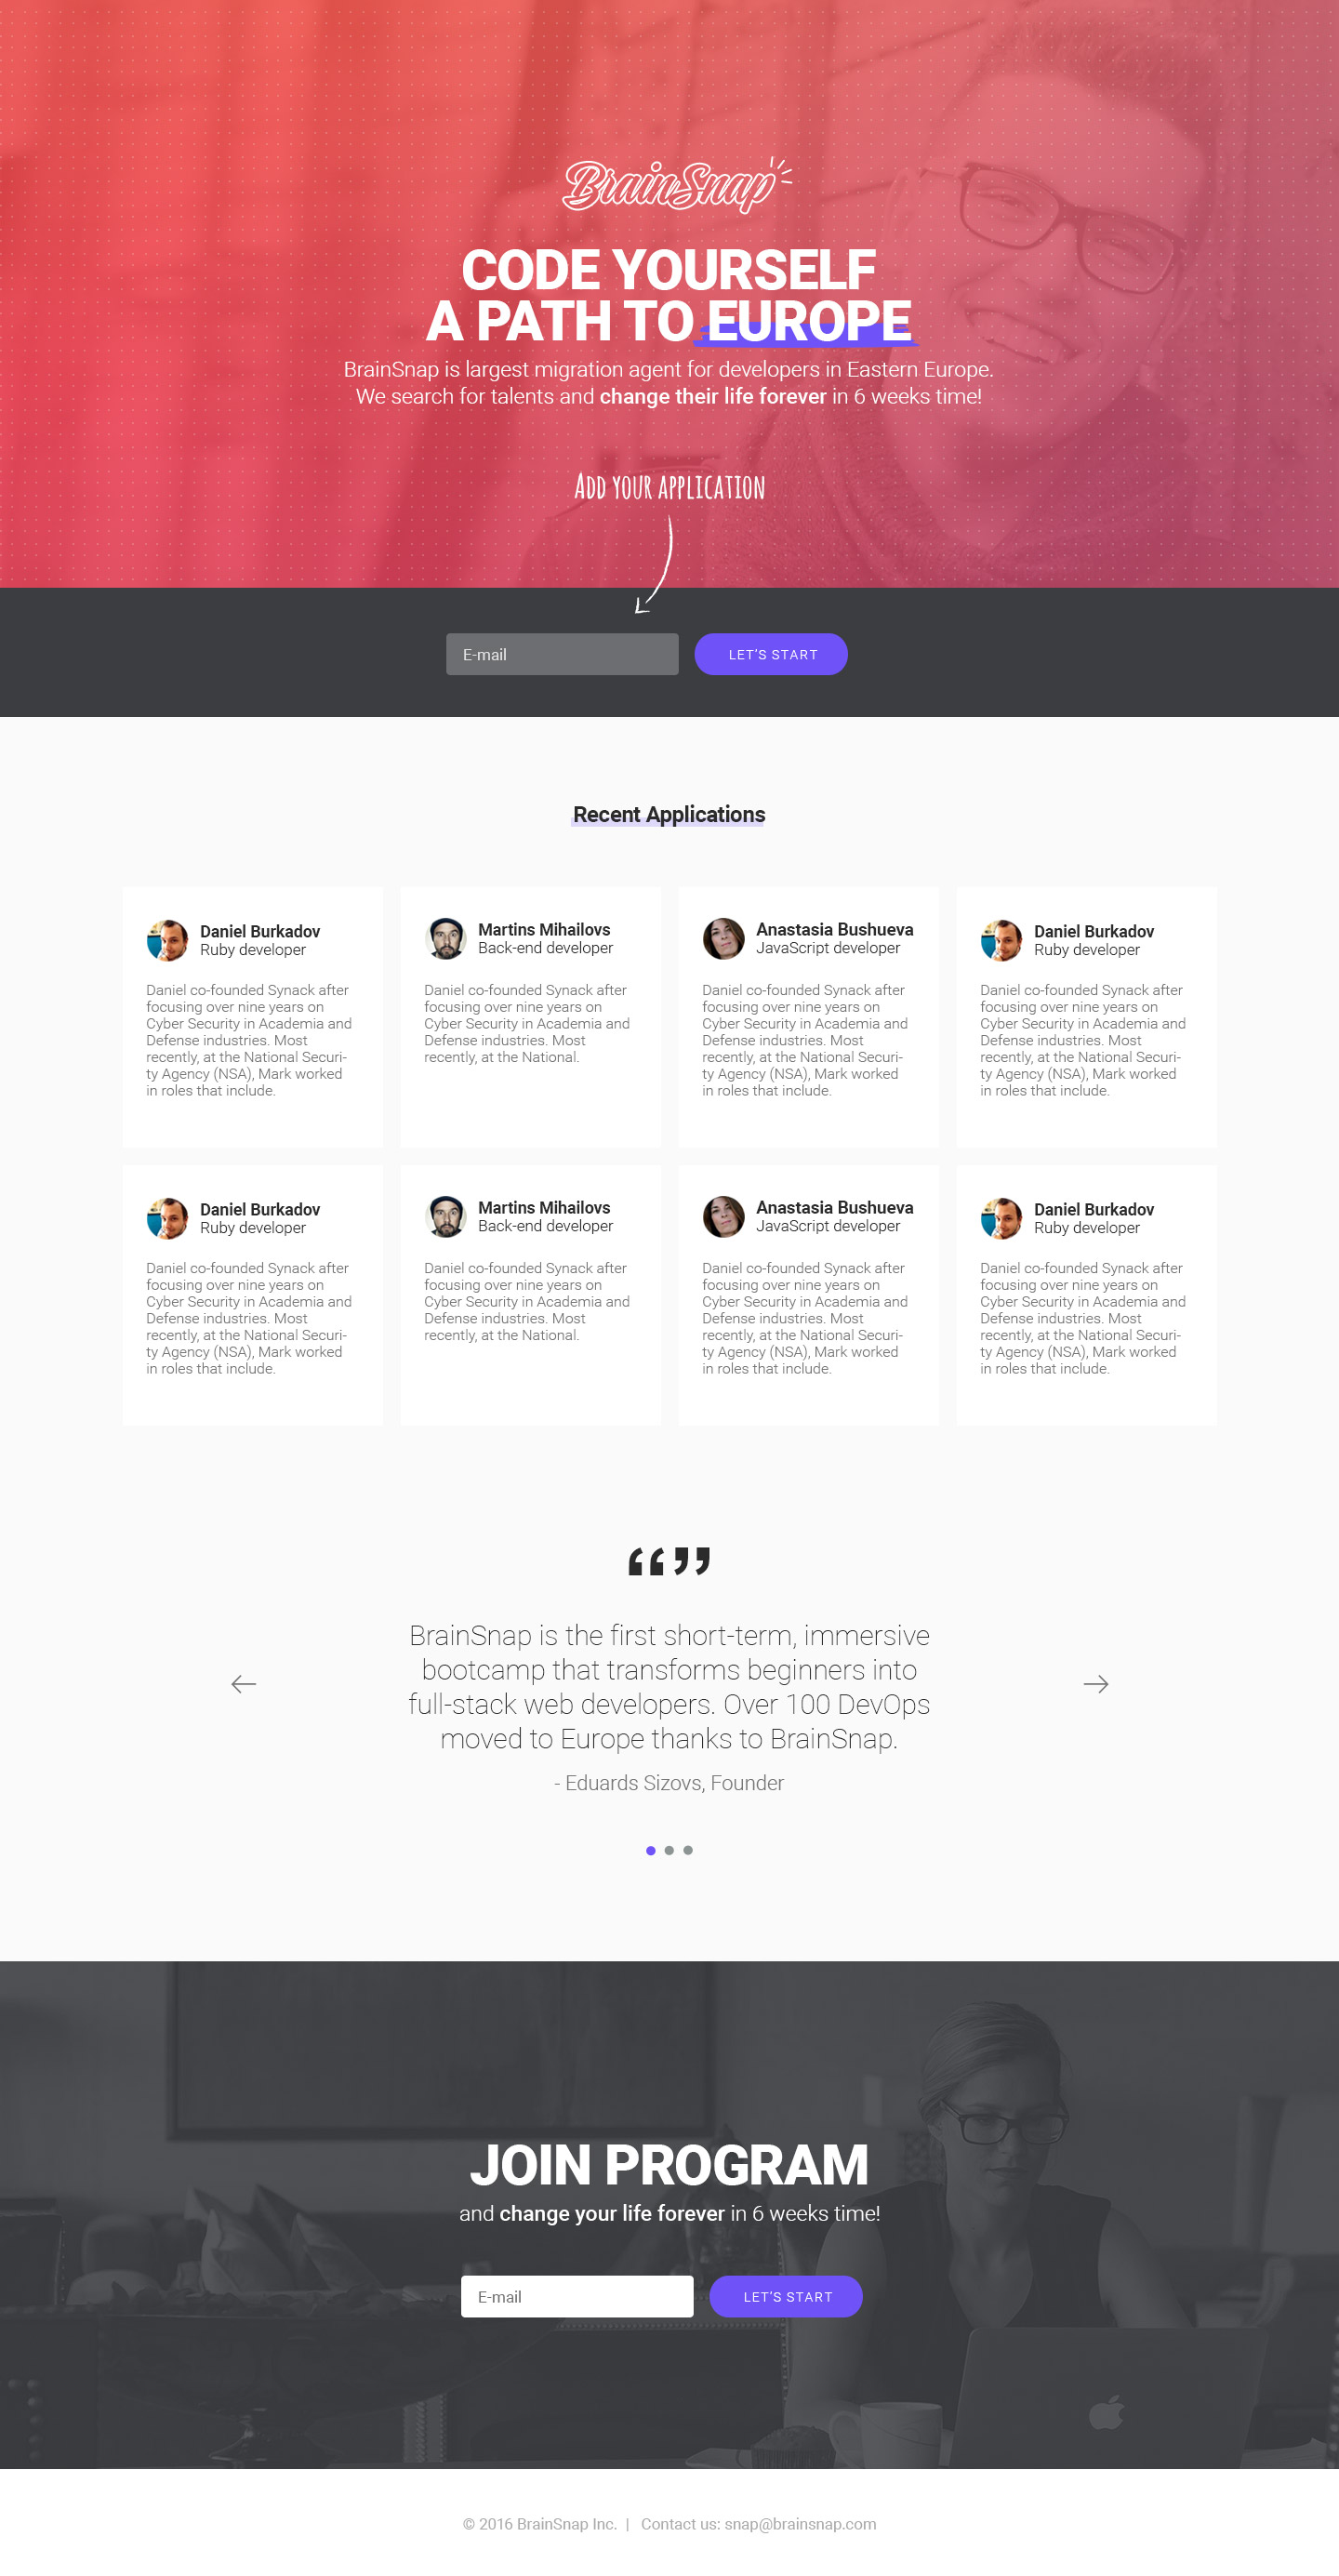 BrainSnap
CODE YOURSELF
A PATH TO EUROPE
BrainSnap is largest migration agent for developers in Eastern Europe.
We search for talents and change their life forever in 6 weeks time!
ADD YOUR APPLICATION
E-mail
LET'S START
Recent Applications
Daniel Burkadov
Ruby developer
Daniel co-founded Synack after
focusing over nine years on
Cyber Security in Academia and
Defense industries. Most
recently, at the National Securi-
ty Agency (NSA), Mark worked
in roles that include.
Martins Mihailovs
Back-end developer
Daniel co-founded Synack after
focusing over nine years on
Cyber Security in Academia and
Defense industries. Most
recently, at the National.
Anastasia Bushueva
JavaScript developer
Daniel co-founded Synack after
focusing over nine years on
Cyber Security in Academia and
Defense industries. Most
recently, at the National Securi-
ty Agency (NSA), Mark worked
in roles that include.
Daniel Burkadov
Ruby developer
Daniel co-founded Synack after
focusing over nine years on
Cyber Security in Academia and
Defense industries. Most
recently, at the National Securi-
ty Agency (NSA), Mark worked
in roles that include.
Daniel Burkadov
Ruby developer
Daniel co-founded Synack after
focusing over nine years on
Cyber Security in Academia and
Defense industries. Most
recently, at the National Securi-
ty Agency (NSA), Mark worked
in roles that include.
Martins Mihailovs
Back-end developer
Daniel co-founded Synack after
focusing over nine years on
Cyber Security in Academia and
Defense industries. Most
recently, at the National.
Anastasia Bushueva
JavaScript developer
Daniel co-founded Synack after
focusing over nine years on
Cyber Security in Academia and
Defense industries. Most
recently, at the National Securi-
ty Agency (NSA), Mark worked
in roles that include.
Daniel Burkadov
Ruby developer
Daniel co-founded Synack after
focusing over nine years on
Cyber Security in Academia and
Defense industries. Most
recently, at the National Securi-
ty Agency (NSA), Mark worked
in roles that include.
“”
BrainSnap is the first short-term, immersive
bootcamp that transforms beginners into
full-stack web developers. Over 100 DevOps
moved to Europe thanks to BrainSnap.
- Eduards Sizovs, Founder
JOIN PROGRAM
and change your life forever in 6 weeks time!
E-mail
LET'S START
© 2016 BrainSnap Inc. | Contact us: snap@brainsnap.com